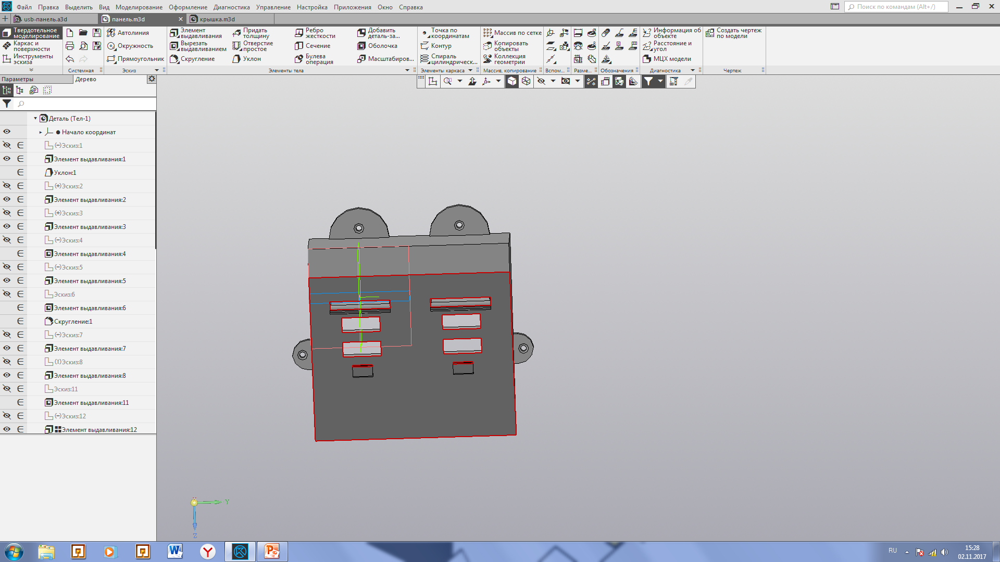 Файл Правка Выделить Вид Моделирование Оформление Диагностика Управление Настройка Приложения Окно Справка
Поиск по командам (Alt+/)
usb-панель.a3d
панель.m3d
крышка.m3d
Твердотельное моделирование
Каркас и поверхности
Инструменты эскиза
Системная
Автолиния
Окружность
Прямоугольник
Эскиз
Элемент выдавливания
Вырезать выдавливанием
Скругление
Придать толщину
Отверстие простое
Уклон
Ребро жесткости
Сечение
Булева операция
Добавить деталь-за...
Оболочка
Масштабиров...
Элементы тела
Точка по координатам
Контур
Спираль цилиндрическ...
Элементы каркаса
Массив по сетке
Копировать объекты
Коллекция геометрии
Массив, копирование
Вспом...
Разме...
Обозначения
Информация об объекте
Расстояние и угол
МЦХ модели
Диагностика
Создать чертеж по модели
Чертеж
Параметры
Дерево
Деталь (Тел-1)
Начало координат
(−)Эскиз:1
Элемент выдавливания:1
Уклон:1
(+)Эскиз:2
Элемент выдавливания:2
(+)Эскиз:3
Элемент выдавливания:3
(−)Эскиз:4
Элемент выдавливания:4
(−)Эскиз:5
Элемент выдавливания:5
Эскиз:6
Элемент выдавливания:6
Скругление:1
(−)Эскиз:7
Элемент выдавливания:7
(!)Эскиз:8
Элемент выдавливания:8
Эскиз:11
Элемент выдавливания:11
(−)Эскиз:12
Элемент выдавливания:12
Y
Z
RU
15:28
02.11.2017